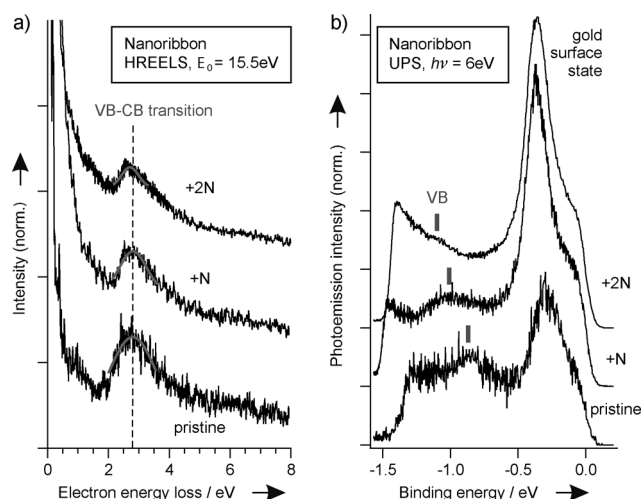 a)
Nanoribbon
HREELS, E₀ = 15.5eV
VB-CB transition
+2N
+N
pristine
Intensity (norm.)
0 2 4 6 8
Electron energy loss / eV
b)
Nanoribbon
UPS, hν = 6eV
gold
surface
state
VB
+2N
+N
pristine
Photoemission intensity (norm.)
-1.5 -1.0 -0.5 0.0
Binding energy / eV